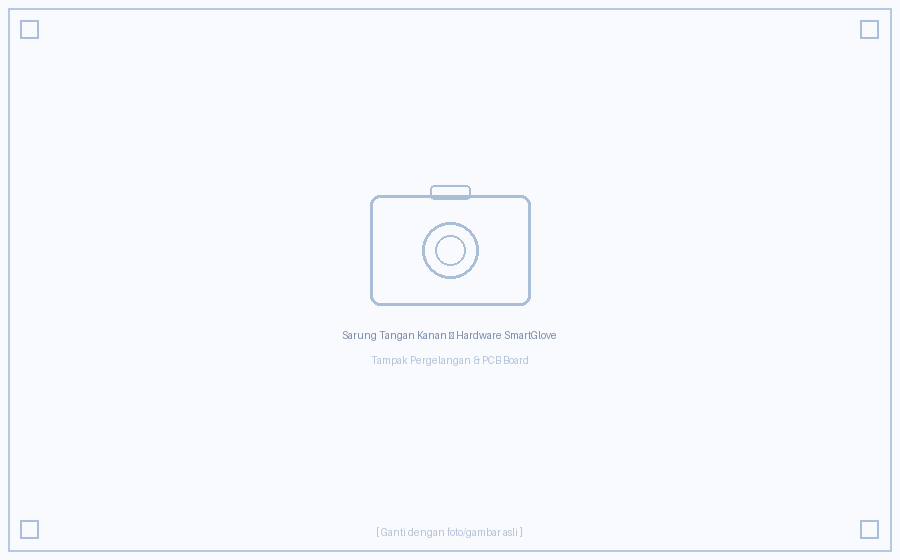 Sarung Tangan Kanan ☒ Hardware SmartGlove
Tampak Pergelangan & PCB Board
[ Ganti dengan foto/gambar asli ]